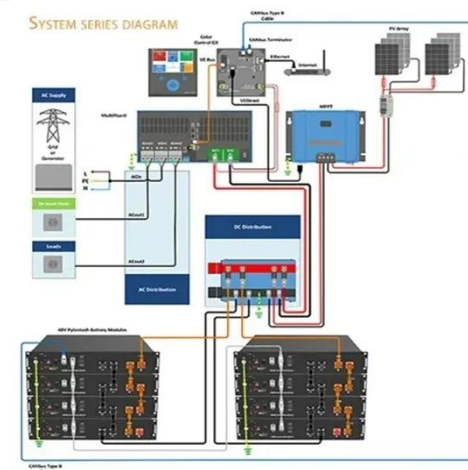 SYSTEM SERIES DIAGRAM
CANbus Type B
Cable
Color
Control GX
CANbus Terminator
PV Array
VE Bus
Ethernet
Internet
AC Supply
VEDirect
MPPT
MultiPlus-II
Grid
or
Generator
L
PE
N
ACin
ACout1
Loads
ACout2
DC Distribution
AC Distribution
48V Pylontech Battery Modules
CANbus Type B